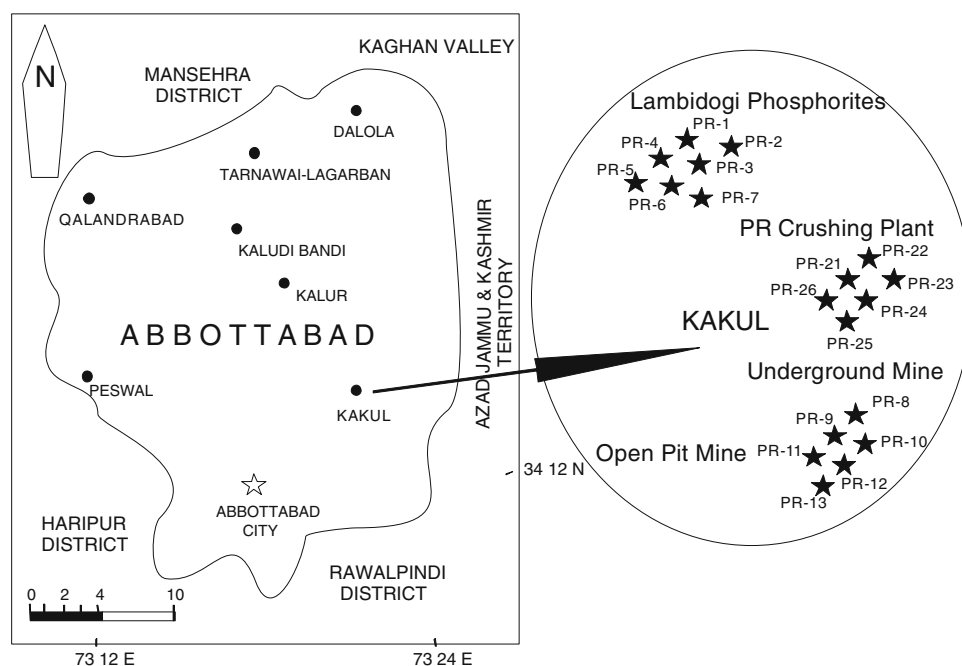 KAGHAN VALLEY
N
MANSEHRA
DISTRICT
DALOLA
TARNAWAI-LAGARBAN
QALANDRABAD
KALUDI BANDI
KALUR
ABBOTTABAD
PESWAL
KAKUL
AZAD JAMMU & KASHMIR
TERRITORY
34 12 N
ABBOTTABAD
CITY
HARIPUR
DISTRICT
RAWALPINDI
DISTRICT
0 2 4 10
73 12 E
73 24 E
Lambidogi Phosphorites
PR-1
PR-2
PR-4
PR-3
PR-5
PR-6
PR-7
PR Crushing Plant
PR-22
PR-21
PR-23
PR-26
PR-24
PR-25
KAKUL
Underground Mine
PR-8
PR-9
PR-10
Open Pit Mine
PR-11
PR-12
PR-13